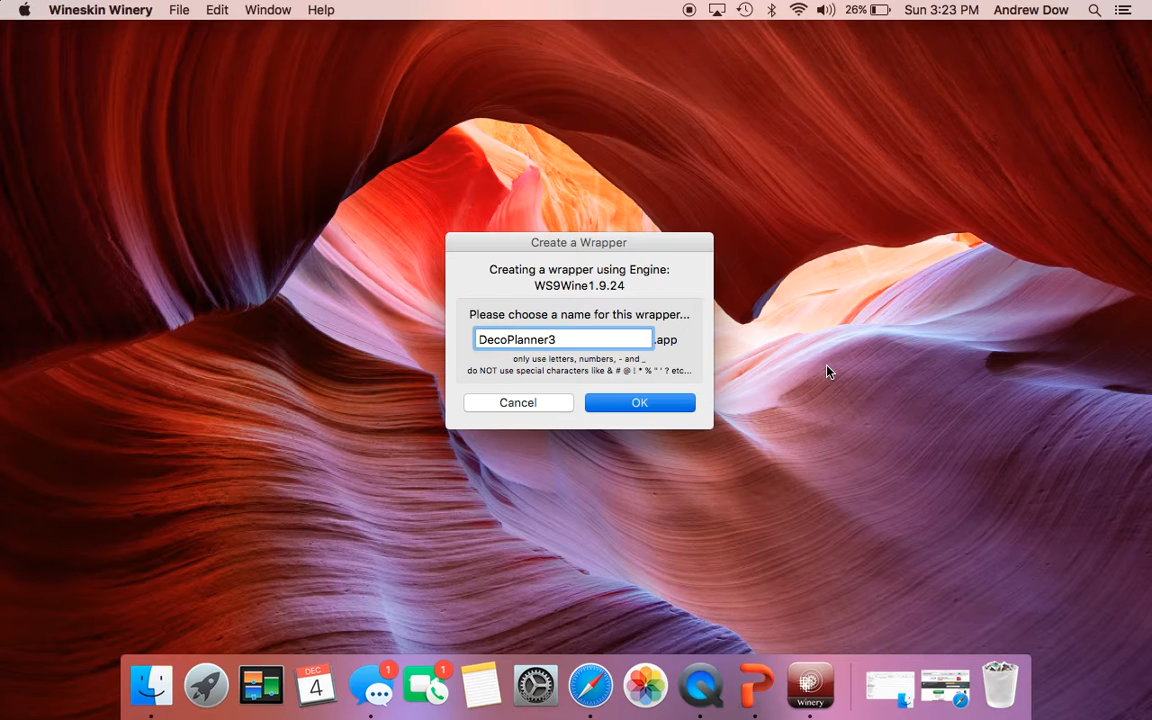 Wineskin Winery File Edit Window Help 26% Sun 3:23 PM Andrew Dow
Create a Wrapper
Creating a wrapper using Engine:
WS9Wine1.9.24
Please choose a name for this wrapper...
DecoPlanner3 .app
only use letters, numbers, - and _
do NOT use special characters like & # @ ! * % " ' ? etc...
Cancel OK
DEC
4
1
1
Winery